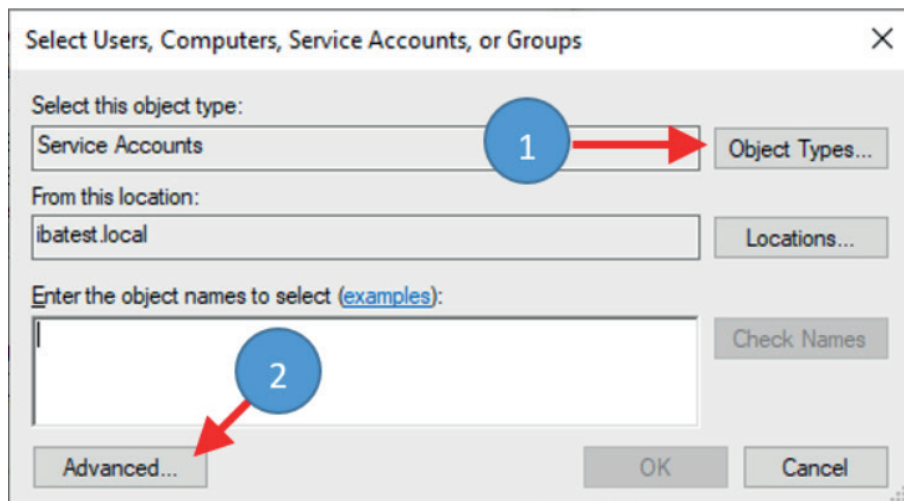 Select Users, Computers, Service Accounts, or Groups
Select this object type:
Service Accounts
1
Object Types...
From this location:
ibatest.local
Locations...
Enter the object names to select (examples):
Check Names
2
Advanced...
OK
Cancel